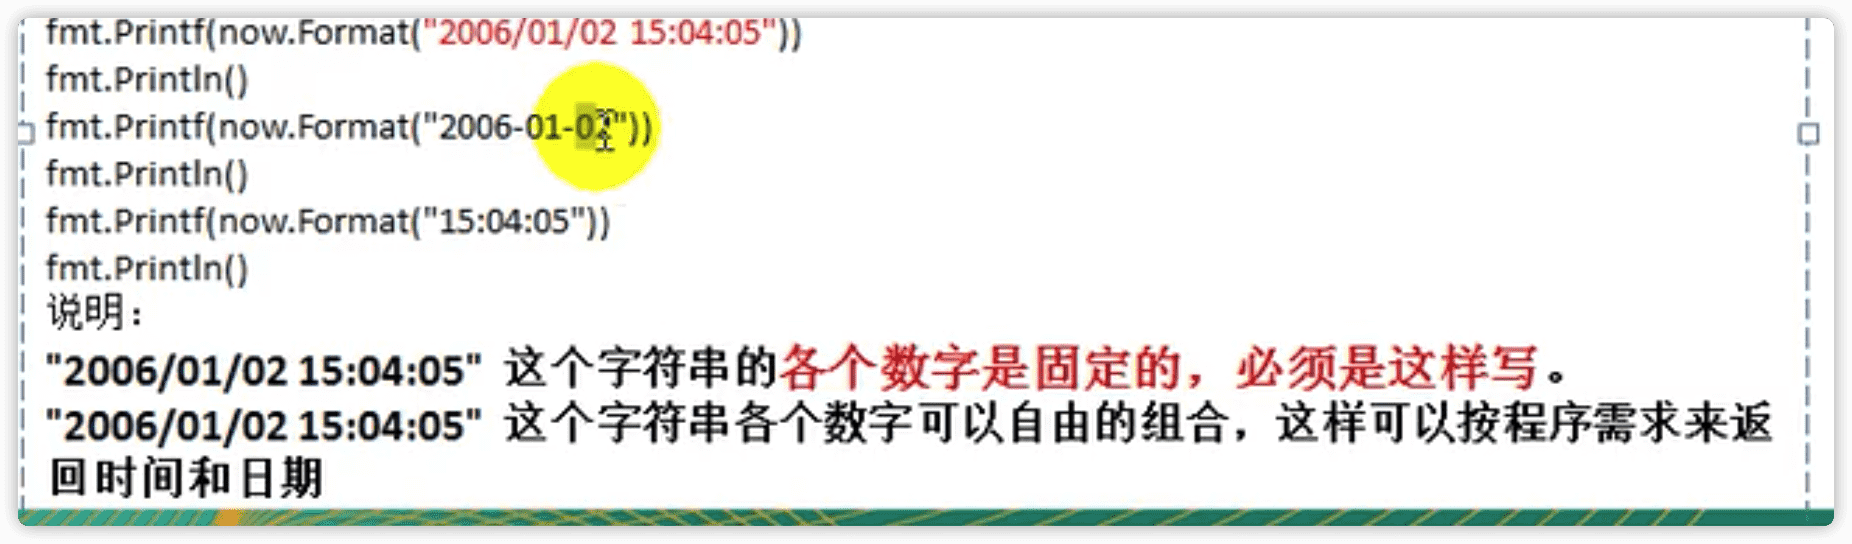 fmt.Printf(now.Format("2006/01/02 15:04:05"))
fmt.Println()
fmt.Printf(now.Format("2006-01-02"))
fmt.Println()
fmt.Printf(now.Format("15:04:05"))
fmt.Println()
说明：
"2006/01/02 15:04:05" 这个字符串的各个数字是固定的，必须是这样写。
"2006/01/02 15:04:05" 这个字符串各个数字可以自由的组合，这样可以按程序需求来返
回时间和日期